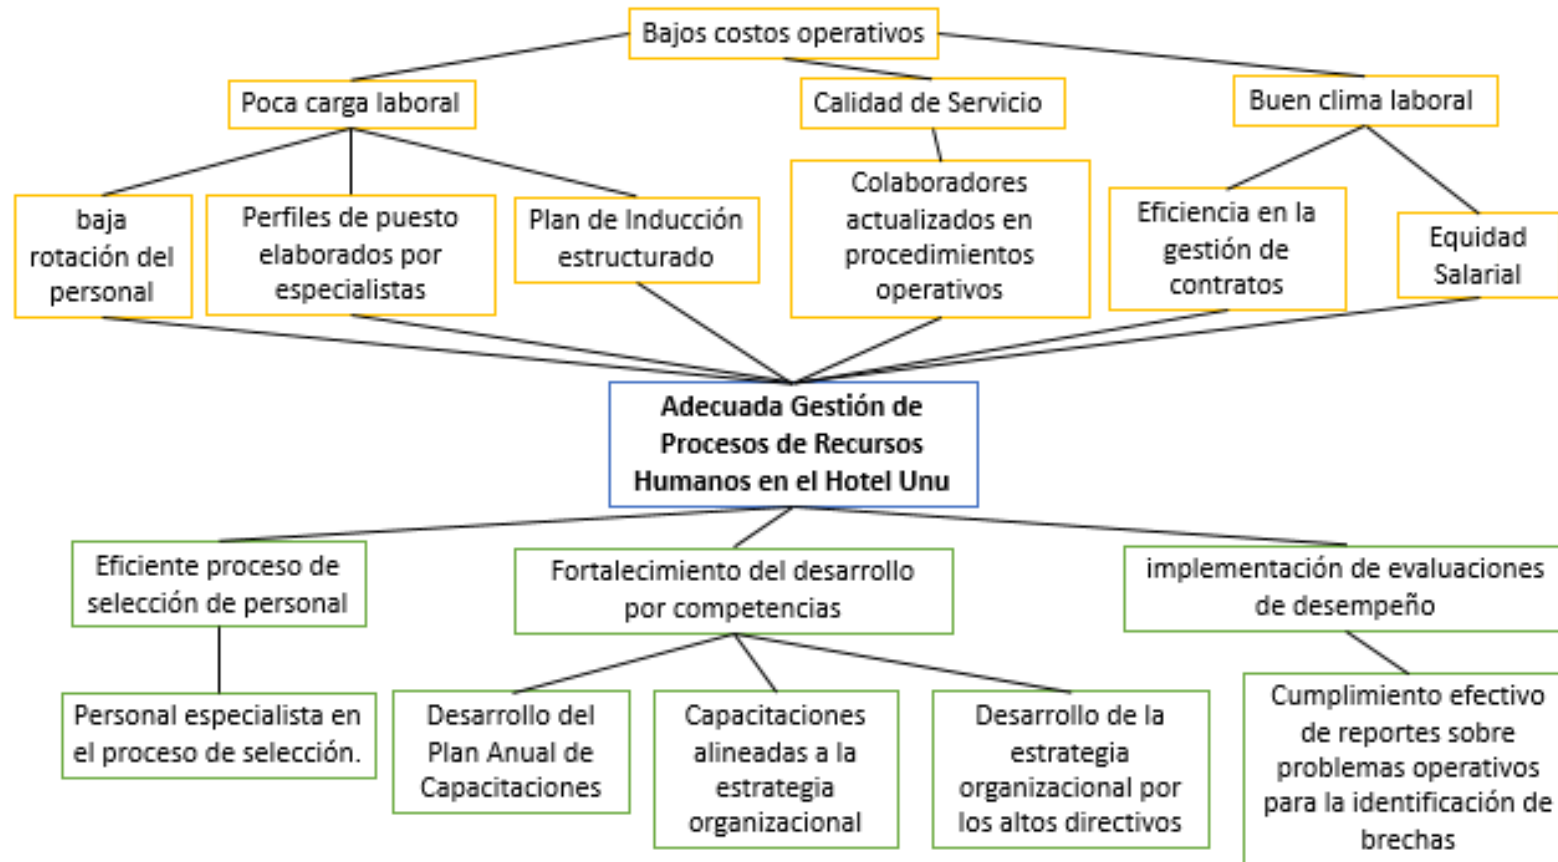 Bajos costos operativos
Poca carga laboral
Calidad de Servicio
Buen clima laboral
baja
rotación del
personal
Perfiles de puesto
elaborados por
especialistas
Plan de Inducción
estructurado
Colaboradores
actualizados en
procedimientos
operativos
Eficiencia en la
gestión de
contratos
Equidad
Salarial
Adecuada Gestión de
Procesos de Recursos
Humanos en el Hotel Unu
Eficiente proceso de
selección de personal
Fortalecimiento del desarrollo
por competencias
implementación de evaluaciones
de desempeño
Personal especialista en
el proceso de selección.
Desarrollo del
Plan Anual de
Capacitaciones
Capacitaciones
alineadas a la
estrategia
organizacional
Desarrollo de la
estrategia
organizacional por
los altos directivos
Cumplimiento efectivo
de reportes sobre
problemas operativos
para la identificación de
brechas